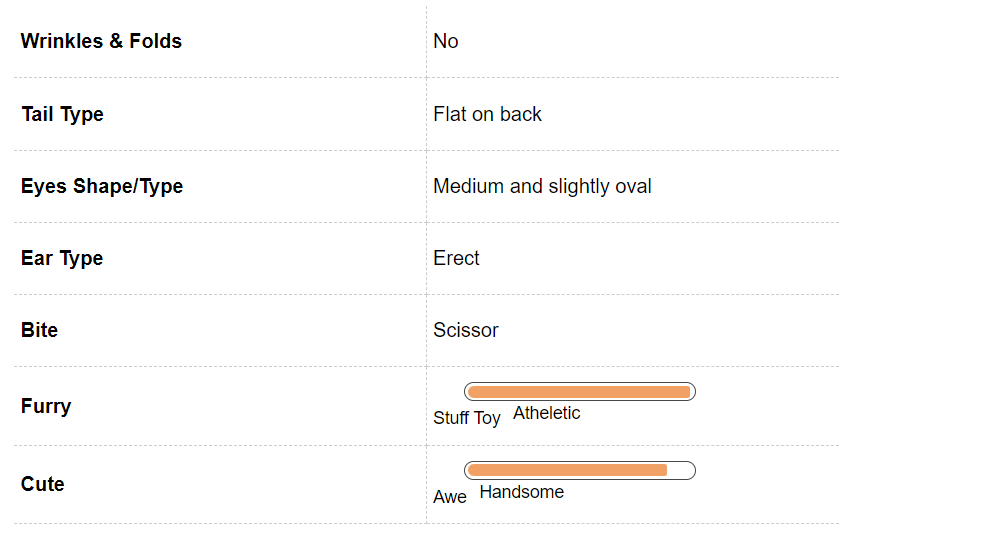 Wrinkles & Folds No
Tail Type Flat on back
Eyes Shape/Type Medium and slightly oval
Ear Type Erect
Bite Scissor
Furry
Stuff Toy Atheletic
Cute
Awe Handsome